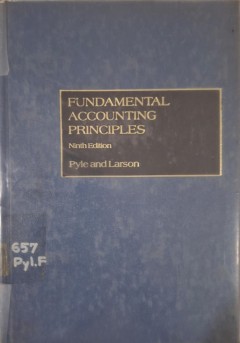 FUNDAMENTAL
ACCOUNTING
PRINCIPLES
Ninth Edition
Pyle and Larson
657
Pyl.F